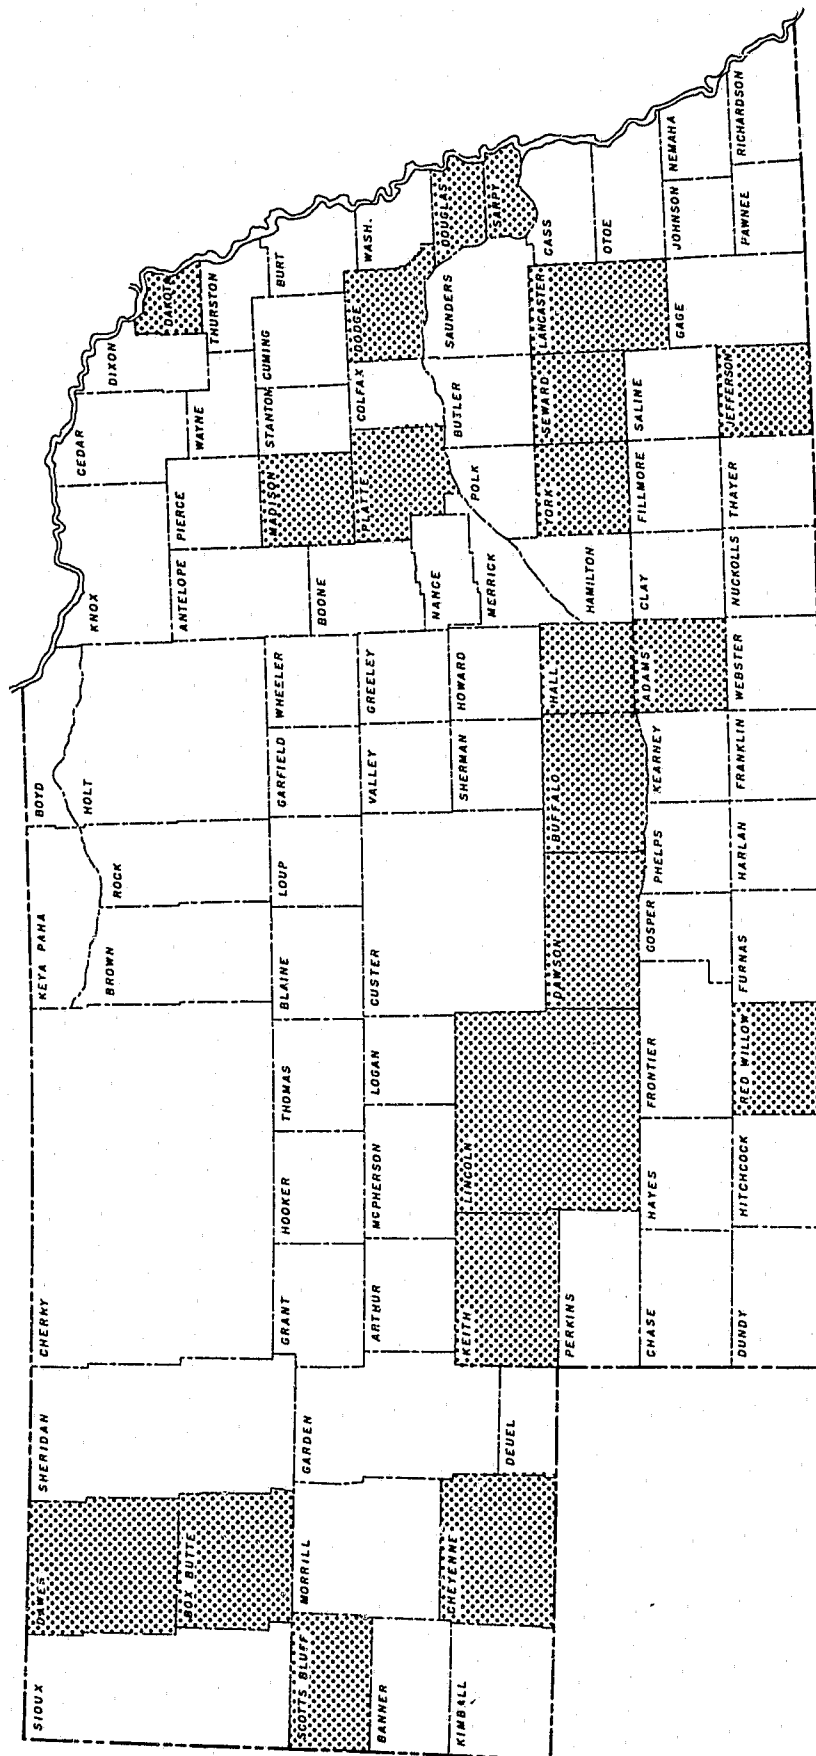 SIOUX
DAWES
BOX BUTTE
SHERIDAN
SCOTTS BLUFF
BANNER
KIMBALL
MORRILL
CHEYENNE
GARDEN
DEUEL
CHERKY
GRANT
HOOKER
THOMAS
ARTHUR
MCPHERSON
LOGAN
KEITH
LINCOLN
PERKINS
CHASE
HAYES
FRONTIER
DUNDY
HITCHCOCK
RED WILLOW
KEYA PAHA
BROWN
ROCK
BOYD
HOLT
BLAINE
LOUP
GARFIELD
WHEELER
CUSTER
VALLEY
GREELEY
SHERMAN
HOWARD
DAWSON
BUFFALO
HALL
GOSPER
PHELPS
KEARNEY
ADAMS
FURNAS
HARLAN
FRANKLIN
WEBSTER
KNOX
CEDAR
DIXON
DAKOTA
ANTELOPE
PIERCE
WAYNE
THURSTON
BOONE
MADISON
STANTON
CUMING
BURT
NANCE
PLATTE
COLFAX
DODGE
WASH.
MERRICK
POLK
BUTLER
SAUNDERS
DOUGLAS
SARPY
HAMILTON
YORK
SEWARD
LANCASTER
CASS
OTOE
CLAY
FILLMORE
SALINE
GAGE
JOHNSON
NEMAHA
NUCKOLLS
THAYER
JEFFERSON
PAWNEE
RICHARDSON